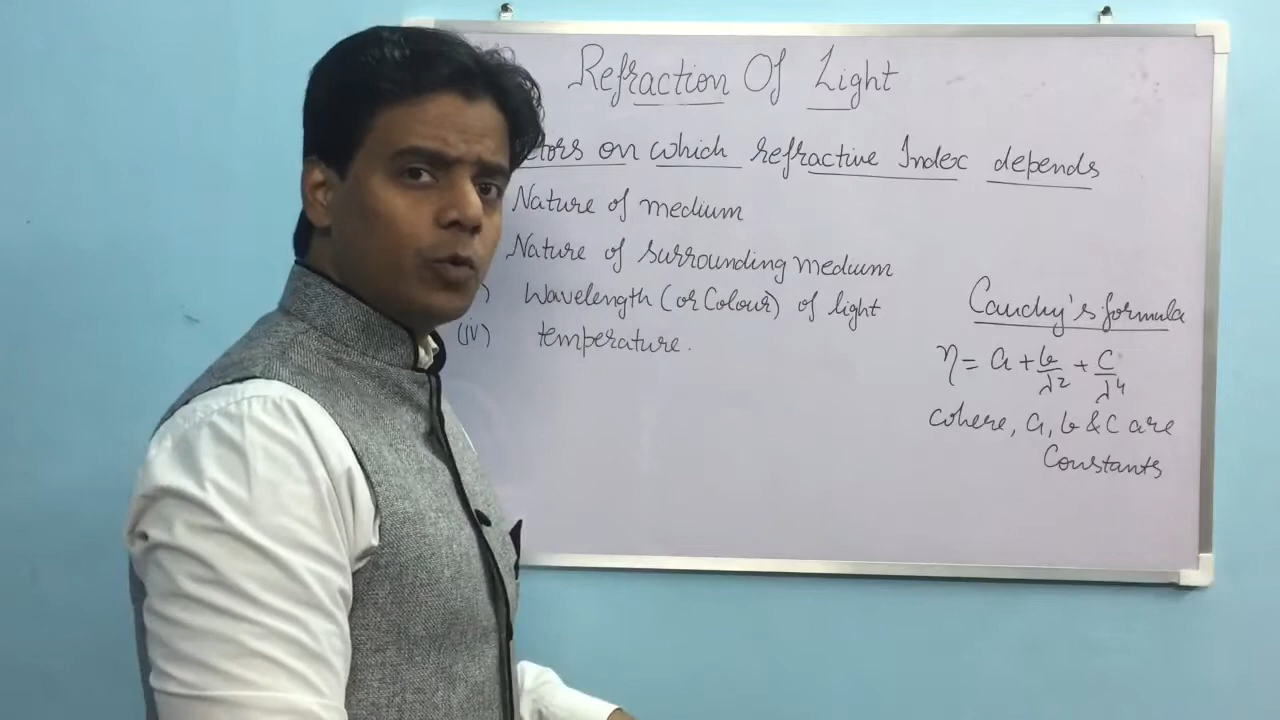 Refraction Of Light
ctors on which refractive Index depends
Nature of medium
Nature of surrounding medium
) Wavelength (or Colour) of light
(iv) temperature.
Cauchy's formula
η = a + b/λ² + c/λ⁴
where, a, b & c are
Constants